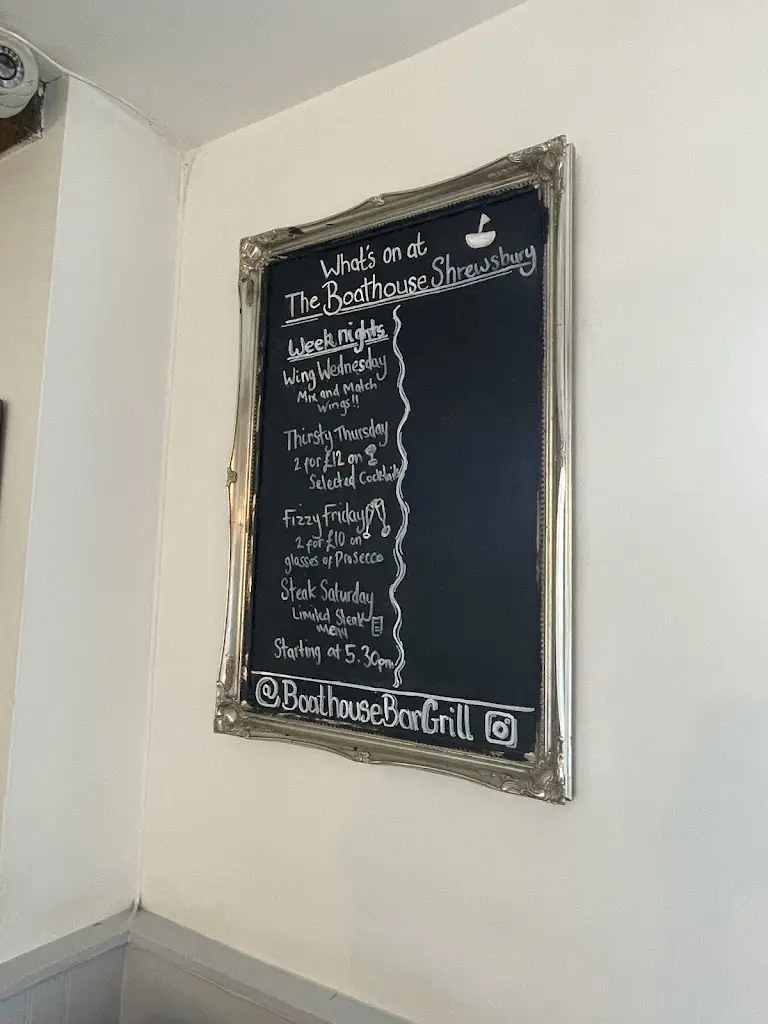 What's on at
The Boathouse Shrewsbury
Week nights
Wing Wednesday
Mix and Match
Wings!!
Thirsty Thursday
2 for £12 on
Selected Cocktails
Fizzy Friday
2 for £10 on
glasses of Prosecco
Steak Saturday
Limited Steak
menu
Starting at 5.30pm
@BoathouseBarGrill